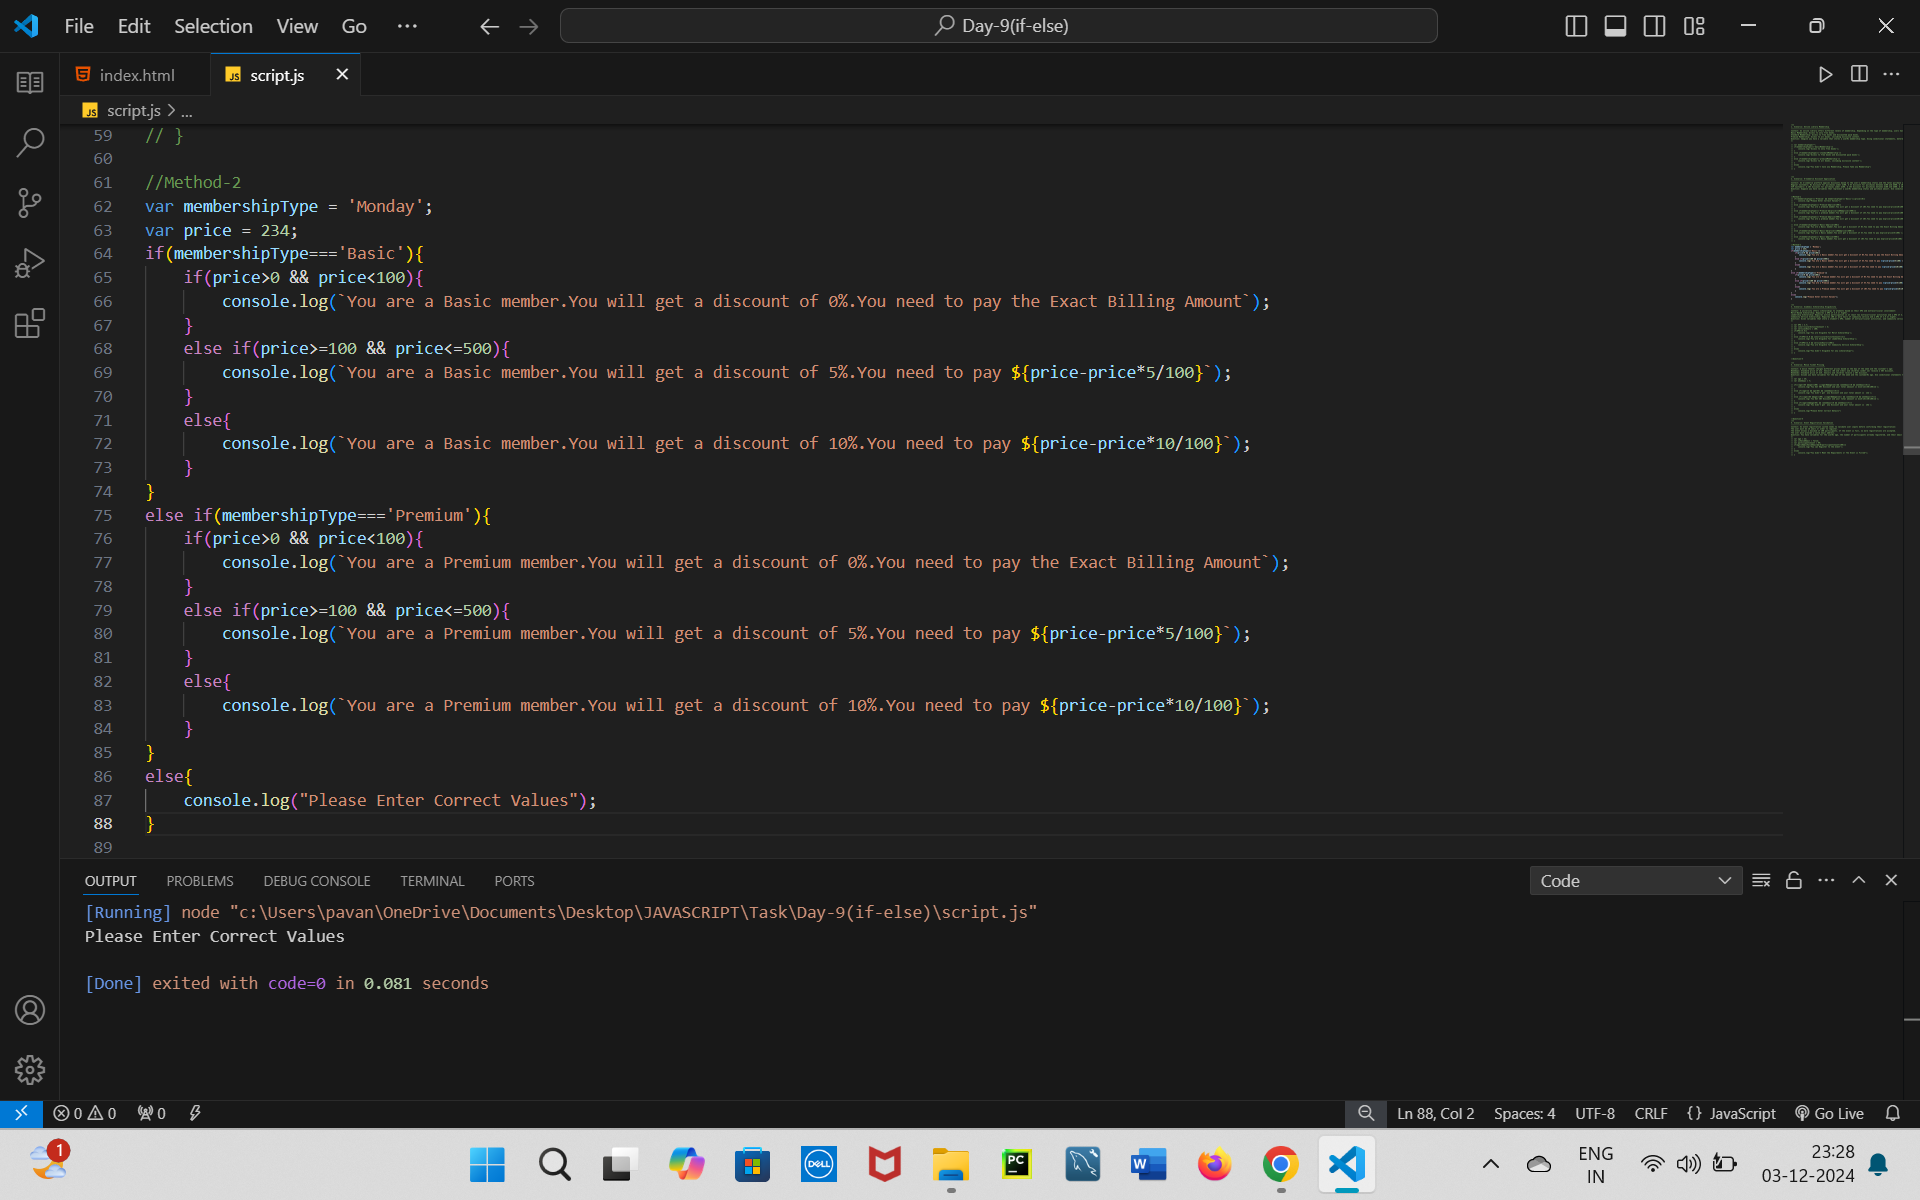 File Edit Selection View Go ...
Day-9(if-else)
index.html
JS script.js
JS script.js > ...
59 // }
60
61 //Method-2
62 var membershipType = 'Monday';
63 var price = 234;
64 if(membershipType==='Basic'){
65 if(price>0 && price<100){
66 console.log(`You are a Basic member.You will get a discount of 0%.You need to pay the Exact Billing Amount`);
67 }
68 else if(price>=100 && price<=500){
69 console.log(`You are a Basic member.You will get a discount of 5%.You need to pay ${price-price*5/100}`);
70 }
71 else{
72 console.log(`You are a Basic member.You will get a discount of 10%.You need to pay ${price-price*10/100}`);
73 }
74 }
75 else if(membershipType==='Premium'){
76 if(price>0 && price<100){
77 console.log(`You are a Premium member.You will get a discount of 0%.You need to pay the Exact Billing Amount`);
78 }
79 else if(price>=100 && price<=500){
80 console.log(`You are a Premium member.You will get a discount of 5%.You need to pay ${price-price*5/100}`);
81 }
82 else{
83 console.log(`You are a Premium member.You will get a discount of 10%.You need to pay ${price-price*10/100}`);
84 }
85 }
86 else{
87 console.log("Please Enter Correct Values");
88 }
89
OUTPUT PROBLEMS DEBUG CONSOLE TERMINAL PORTS
Code
[Running] node "c:\Users\pavan\OneDrive\Documents\Desktop\JAVASCRIPT\Task\Day-9(if-else)\script.js"
Please Enter Correct Values
[Done] exited with code=0 in 0.081 seconds
0 0 0
Ln 88, Col 2 Spaces: 4 UTF-8 CRLF {} JavaScript Go Live
1
DELL
PC
W
ENG
IN
23:28
03-12-2024